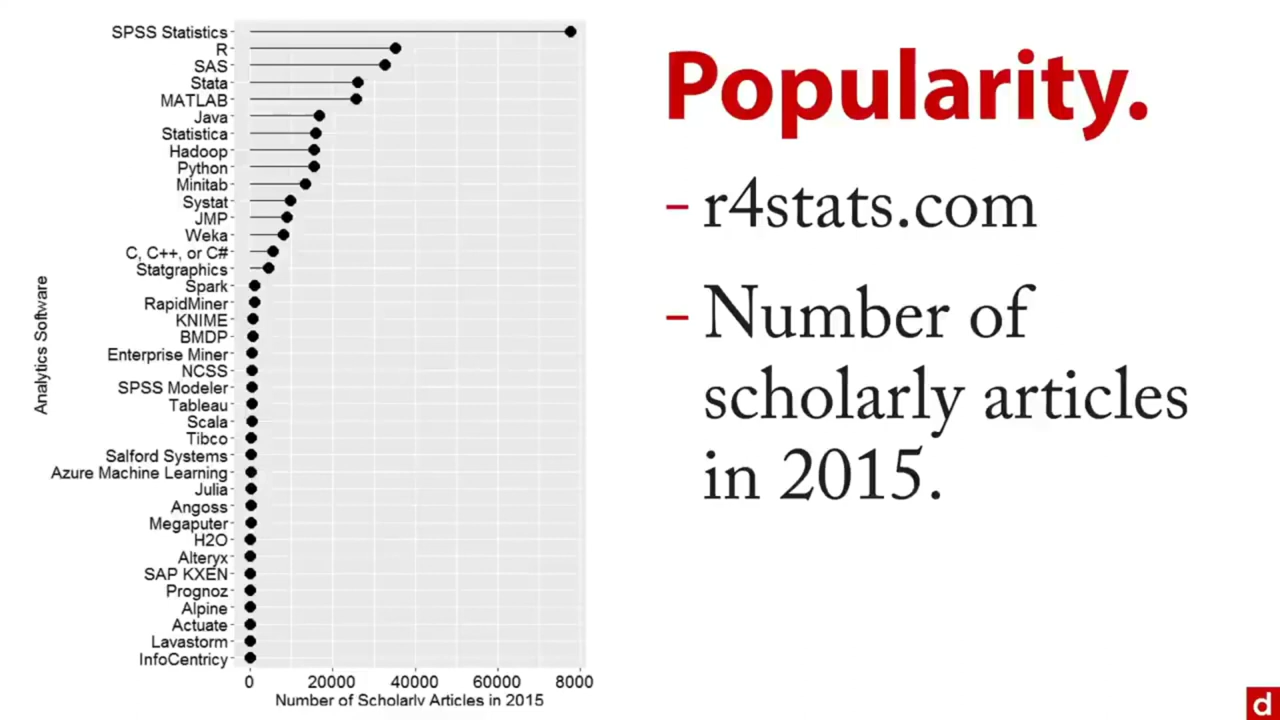 SPSS Statistics
R
SAS
Stata
MATLAB
Java
Statistica
Hadoop
Python
Minitab
Systat
JMP
Weka
C, C++, or C#
Statgraphics
Spark
RapidMiner
KNIME
BMDP
Enterprise Miner
NCSS
SPSS Modeler
Tableau
Scala
Tibco
Salford Systems
Azure Machine Learning
Julia
Angoss
Megaputer
H2O
Alteryx
SAP KXEN
Prognoz
Alpine
Actuate
Lavastorm
InfoCentricy
Analytics Software
0 20000 40000 60000 8000
Number of Scholarly Articles in 2015
Popularity.
- r4stats.com
- Number of
scholarly articles
in 2015.
d